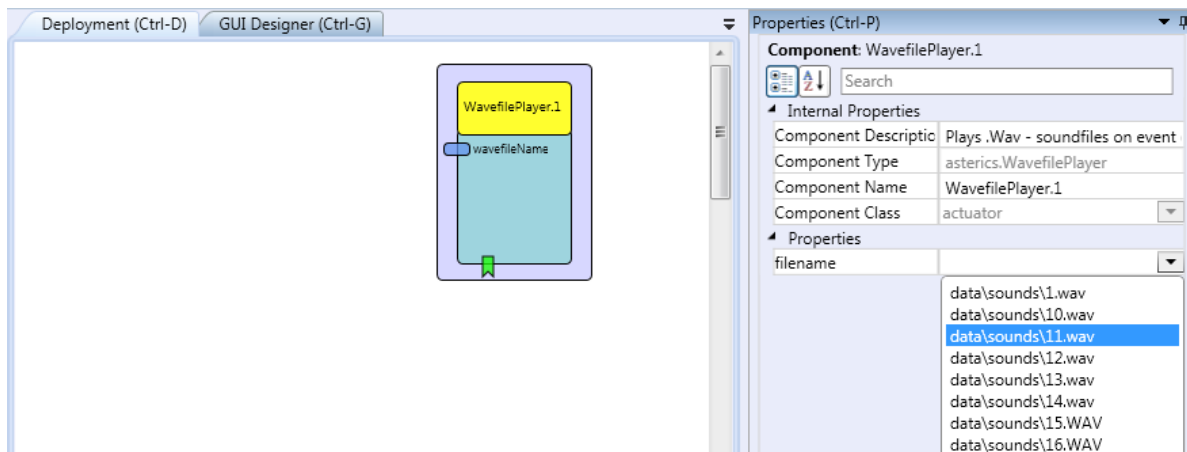 Deployment (Ctrl-D) GUI Designer (Ctrl-G)
WavefilePlayer.1
wavefileName
Properties (Ctrl-P)
Component: WavefilePlayer.1
Search
Internal Properties
Component Descriptio Plays .Wav - soundfiles on event
Component Type asterics.WavefilePlayer
Component Name WavefilePlayer.1
Component Class actuator
Properties
filename
data\sounds\1.wav
data\sounds\10.wav
data\sounds\11.wav
data\sounds\12.wav
data\sounds\13.wav
data\sounds\14.wav
data\sounds\15.WAV
data\sounds\16.WAV